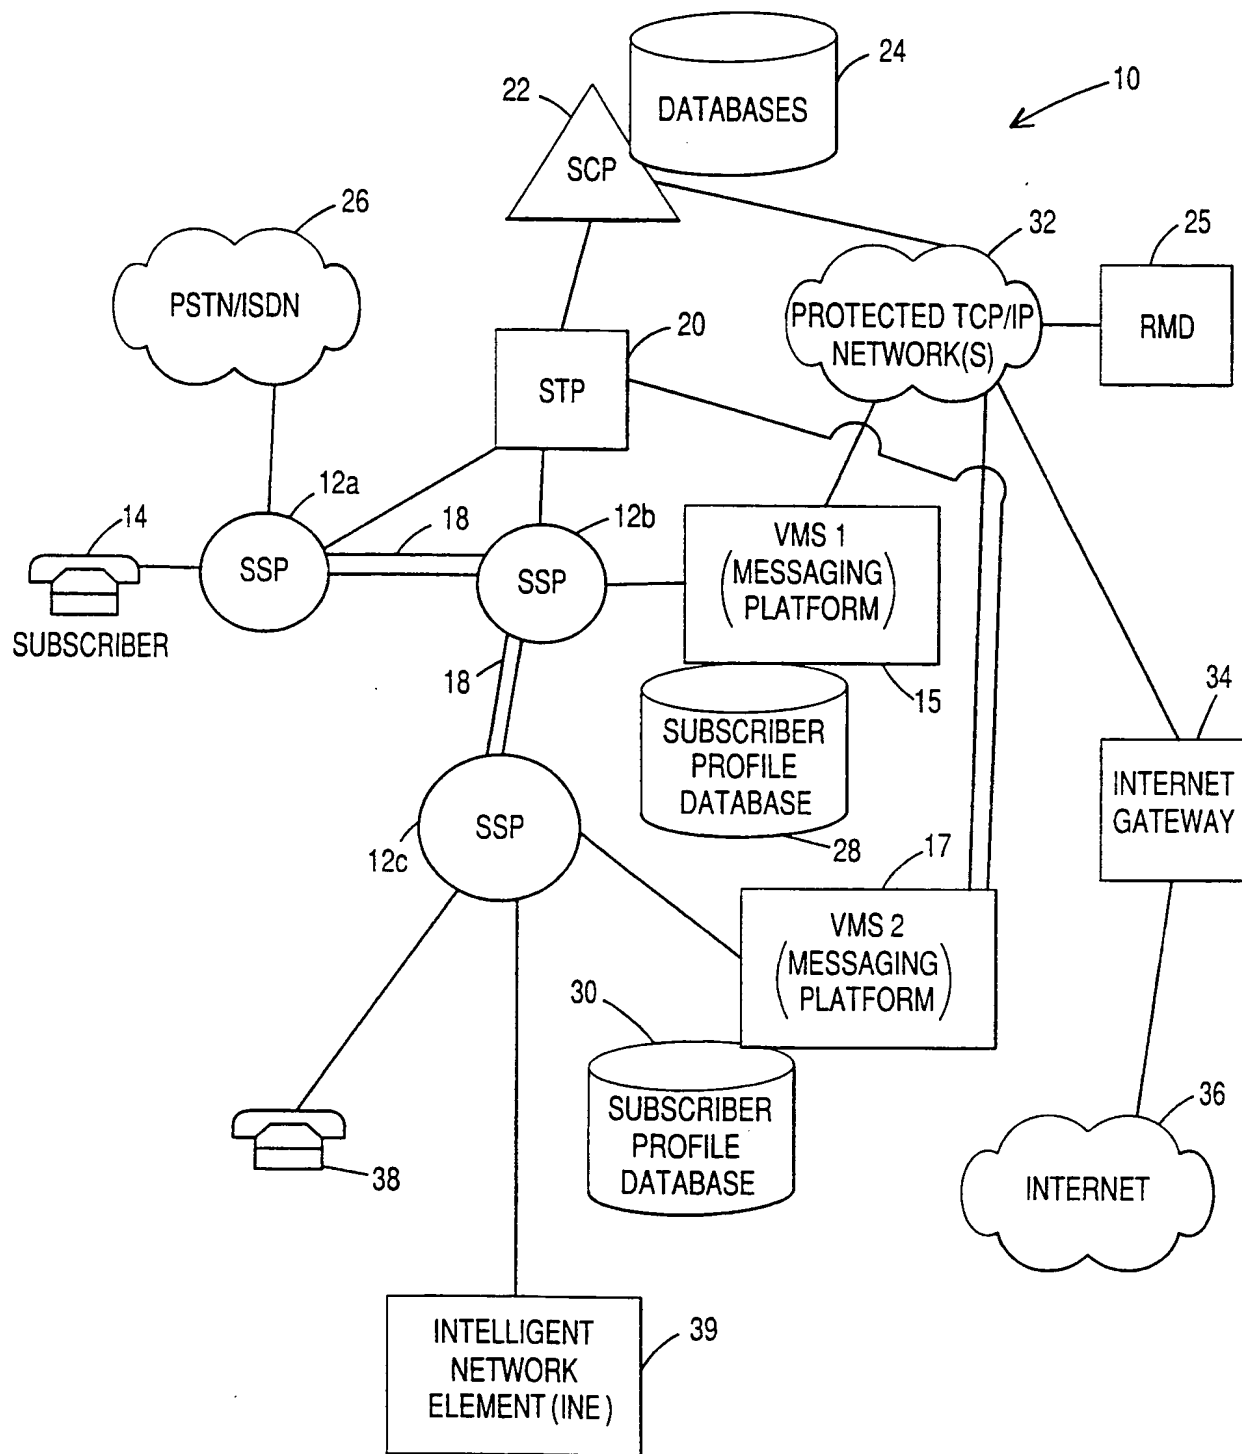 24
22
DATABASES
10
SCP
26
32
25
PSTN/ISDN
PROTECTED TCP/IP
NETWORK(S)
RMD
20
STP
12a
14
18
12b
VMS 1
(MESSAGING
PLATFORM)
SSP
SSP
SUBSCRIBER
18
15
34
SUBSCRIBER
PROFILE
DATABASE
INTERNET
GATEWAY
SSP
12c
28
17
VMS 2
(MESSAGING
PLATFORM)
30
SUBSCRIBER
PROFILE
DATABASE
36
INTERNET
38
INTELLIGENT
NETWORK
ELEMENT (INE)
39